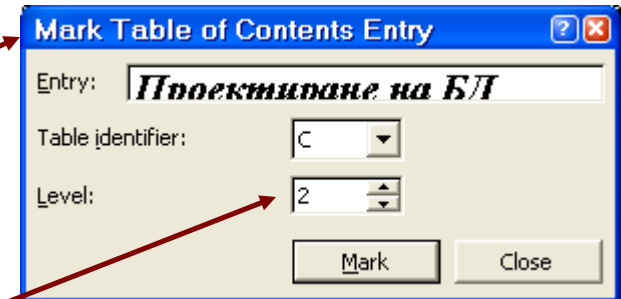 Mark Table of Contents Entry
Entry: Проектиране на БД
Table identifier: C
Level: 2
Mark Close